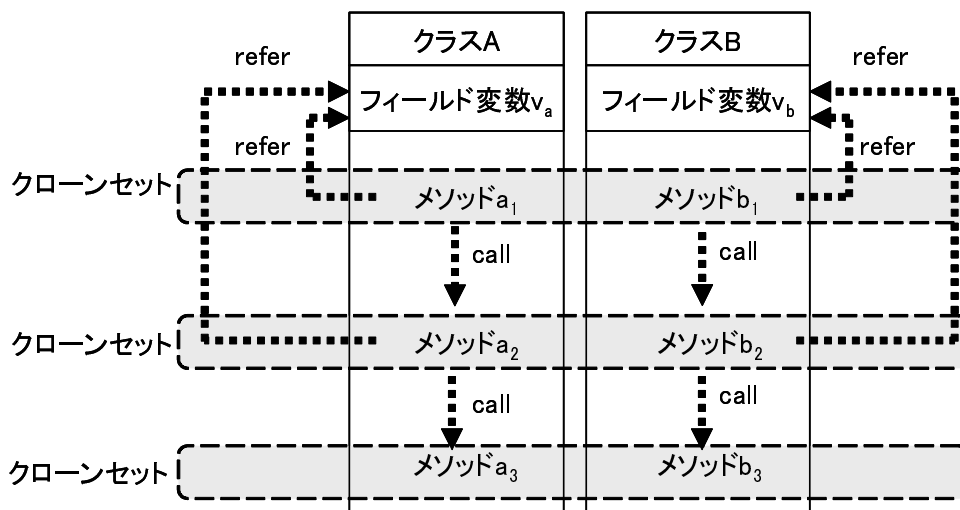 クラスA
クラスB
refer
refer
フィールド変数va
フィールド変数vb
refer
refer
クローンセット
メソッドa1
メソッドb1
call
call
クローンセット
メソッドa2
メソッドb2
call
call
クローンセット
メソッドa3
メソッドb3